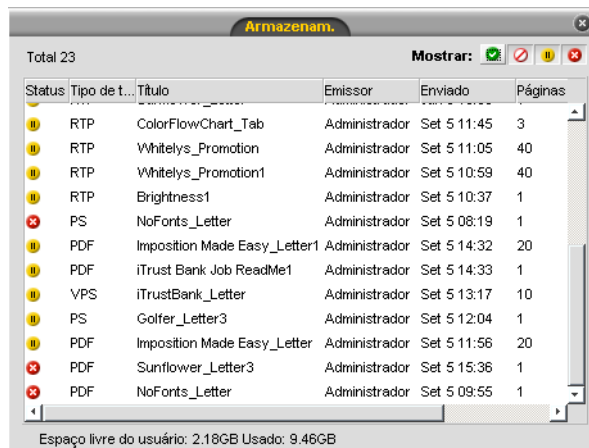 Armazenam.
Total 23 Mostrar:
Status Tipo de t... Título Emissor Enviado Páginas
RTP ColorFlowChart_Tab Administrador Set 5 11:45 3
RTP Whitelys_Promotion Administrador Set 5 11:05 40
RTP Whitelys_Promotion1 Administrador Set 5 10:59 40
RTP Brightness1 Administrador Set 5 10:37 1
PS NoFonts_Letter Administrador Set 5 08:19 1
PDF Imposition Made Easy_Letter1 Administrador Set 5 14:32 20
PDF iTrust Bank Job ReadMe1 Administrador Set 5 14:33 1
VPS iTrustBank_Letter Administrador Set 5 13:17 10
PS Golfer_Letter3 Administrador Set 5 12:04 1
PDF Imposition Made Easy_Letter Administrador Set 5 11:56 20
PDF Sunflower_Letter3 Administrador Set 5 15:36 1
PDF NoFonts_Letter Administrador Set 5 09:55 1
Espaço livre do usuário: 2.18GB Usado: 9.46GB